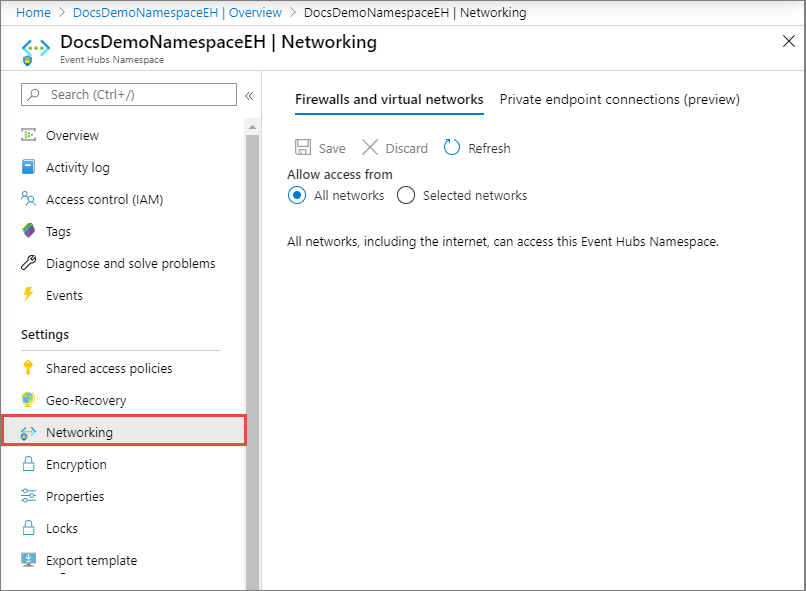 Home > DocsDemoNamespaceEH | Overview > DocsDemoNamespaceEH | Networking
DocsDemoNamespaceEH | Networking
Event Hubs Namespace
Search (Ctrl+/)
«
Overview
Activity log
Access control (IAM)
Tags
Diagnose and solve problems
Events
Settings
Shared access policies
Geo-Recovery
Networking
Encryption
Properties
Locks
Export template
Firewalls and virtual networks Private endpoint connections (preview)
Save Discard Refresh
Allow access from
All networks Selected networks
All networks, including the internet, can access this Event Hubs Namespace.